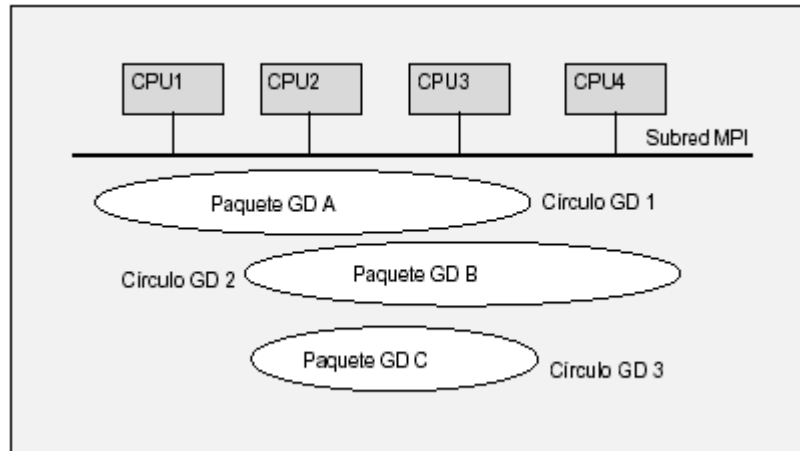 CPU1
CPU2
CPU3
CPU4
Subred MPI
Paquete GD A
Círculo GD 1
Círculo GD 2
Paquete GD B
Paquete GD C
Círculo GD 3